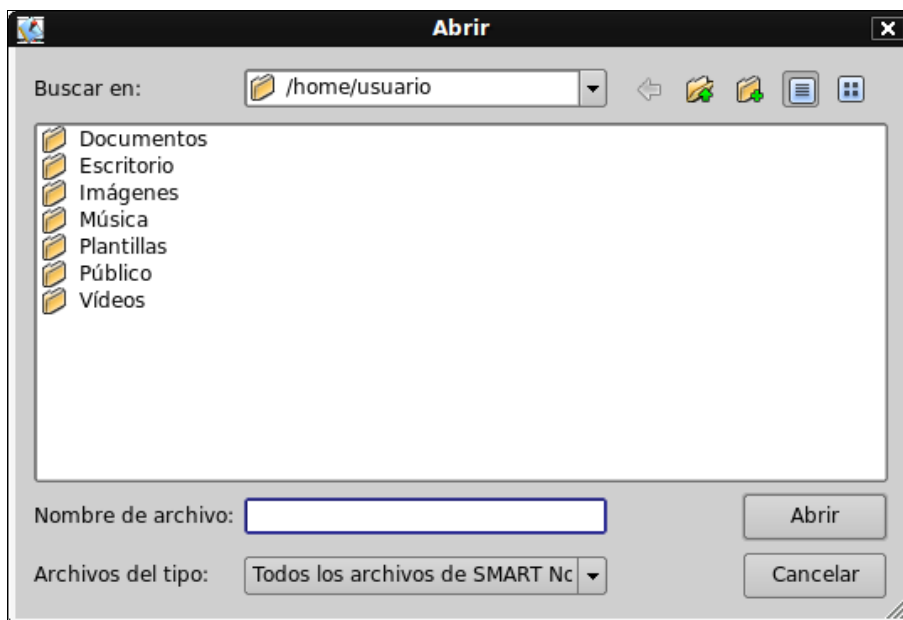 Abrir
Buscar en: /home/usuario
Documentos
Escritorio
Imágenes
Música
Plantillas
Público
Vídeos
Nombre de archivo: Abrir
Archivos del tipo: Todos los archivos de SMART Nc Cancelar